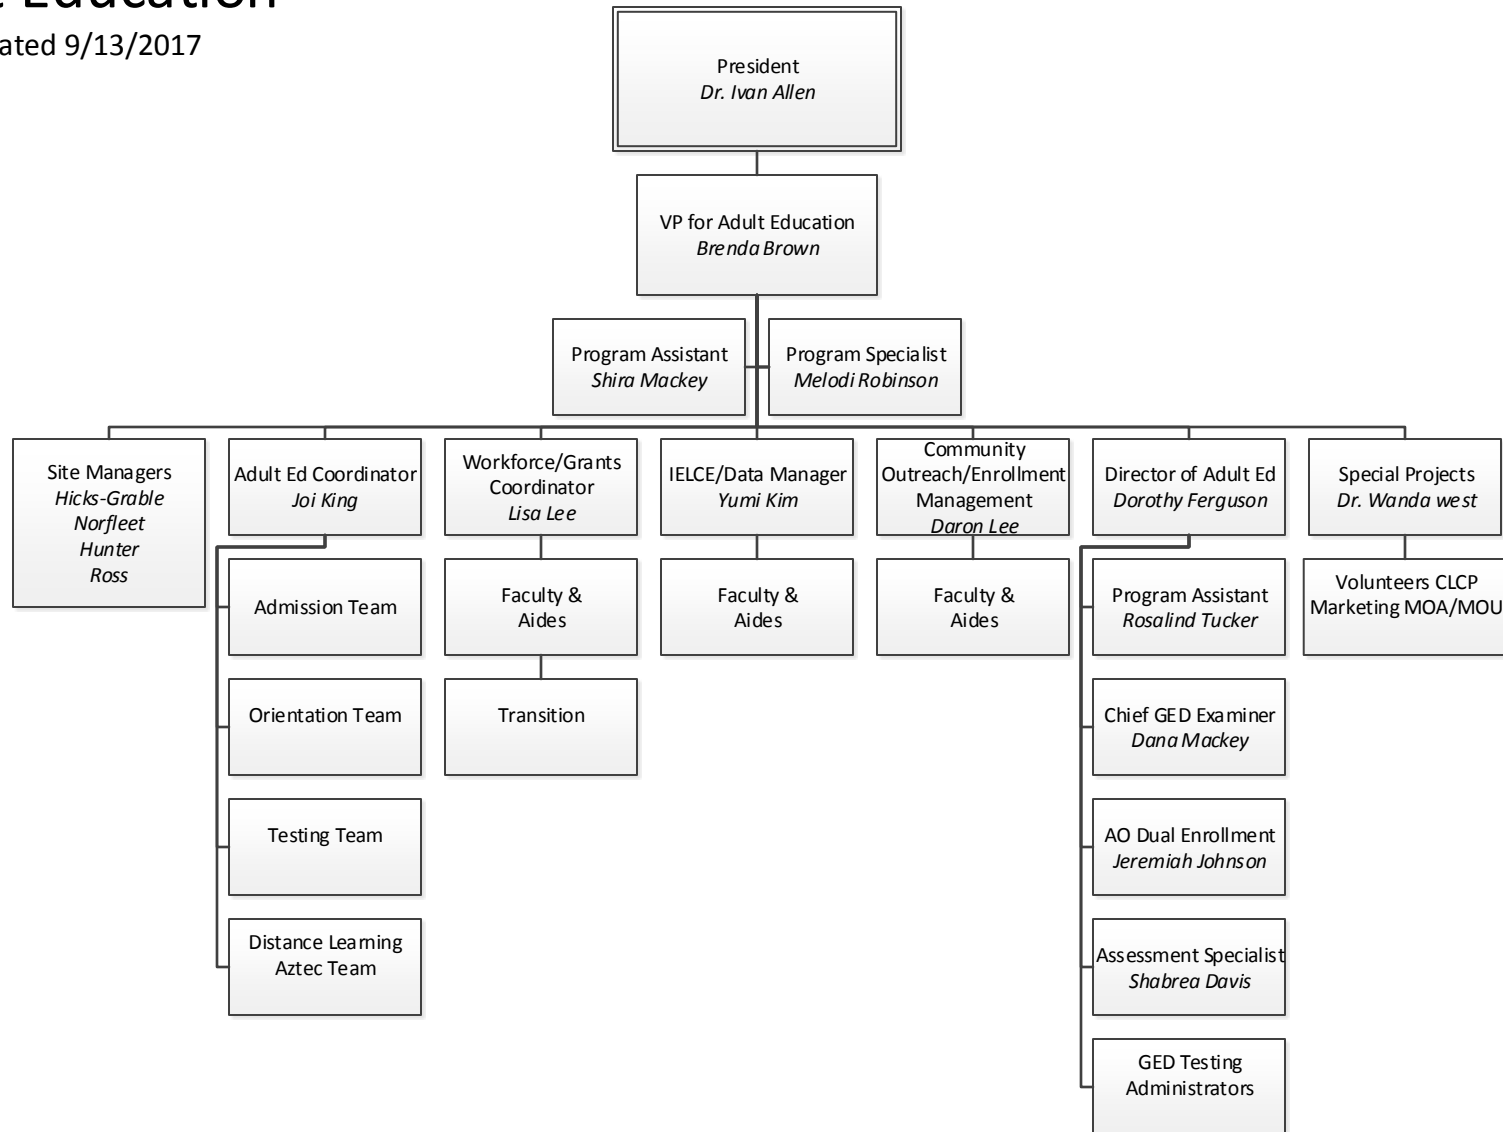 Education
9/13/2017
President
Dr. Ivan Allen
VP for Adult Education
Brenda Brown
Program Assistant
Shira Mackey
Program Specialist
Melodi Robinson
Site Managers
Hicks-Grable
Norfleet
Hunter
Ross
Adult Ed Coordinator
Joi King
Workforce/Grants
Coordinator
Lisa Lee
IELCE/Data Manager
Yumi Kim
Community
Outreach/Enrollment
Management
Daron Lee
Director of Adult Ed
Dorothy Ferguson
Special Projects
Dr. Wanda west
Admission Team
Orientation Team
Testing Team
Distance Learning
Aztec Team
Faculty &
Aides
Transition
Faculty &
Aides
Faculty &
Aides
Program Assistant
Rosalind Tucker
Chief GED Examiner
Dana Mackey
AO Dual Enrollment
Jeremiah Johnson
Assessment Specialist
Shabrea Davis
GED Testing
Administrators
Volunteers CLCP
Marketing MOA/MOU